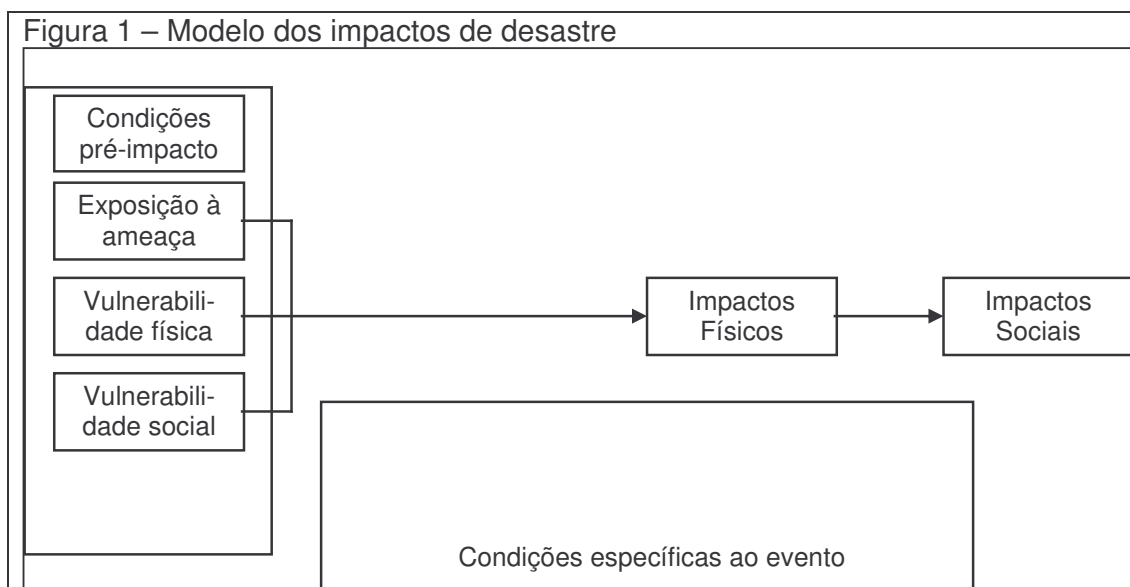 Figura 1 – Modelo dos impactos de desastre
Condições
pré-impacto
Exposição à
ameaça
Vulnerabili-
dade física
Vulnerabili-
dade social
Impactos
Físicos
Impactos
Sociais
Condições específicas ao evento